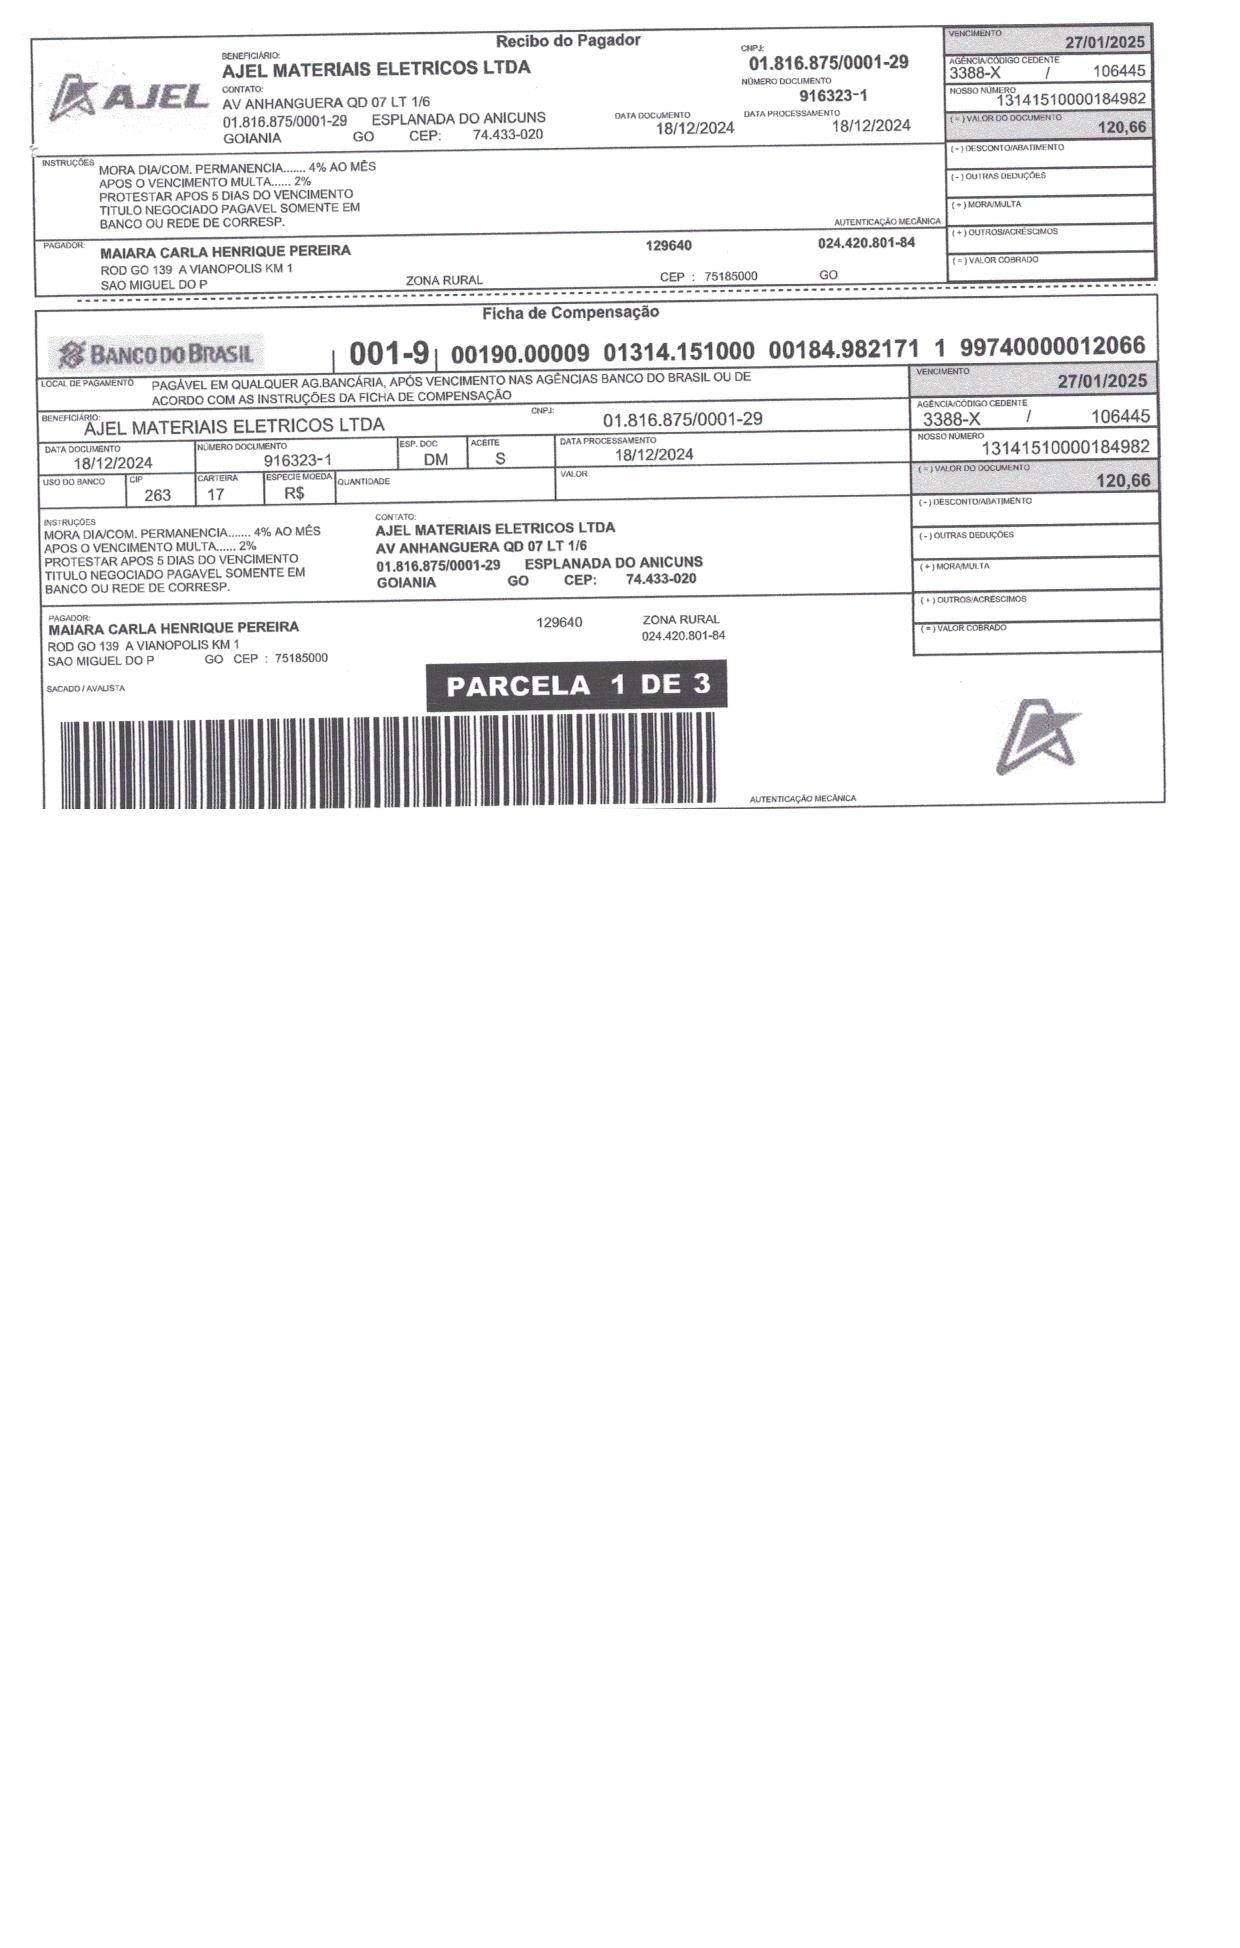 Recibo do Pagador
AJEL
BENEFICIÁRIO:
AJEL MATERIAIS ELETRICOS LTDA
CONTATO:
AV ANHANGUERA QD 07 LT 1/6
01.816.875/0001-29 ESPLANADA DO ANICUNS
GOIANIA GO CEP: 74.433-020
CNPJ:
01.816.875/0001-29
NÚMERO DOCUMENTO
916323-1
DATA DOCUMENTO DATA PROCESSAMENTO
18/12/2024 18/12/2024
VENCIMENTO
27/01/2025
AGÊNCIA/CÓDIGO CEDENTE
3388-X / 106445
NOSSO NÚMERO
13141510000184982
( = ) VALOR DO DOCUMENTO
120,66
( - ) DESCONTO/ABATIMENTO
( - ) OUTRAS DEDUÇÕES
( + ) MORA/MULTA
( + ) OUTROS/ACRÉSCIMOS
( = ) VALOR COBRADO
INSTRUÇÕES
MORA DIA/COM. PERMANENCIA....... 4% AO MÊS
APOS O VENCIMENTO MULTA...... 2%
PROTESTAR APOS 5 DIAS DO VENCIMENTO
TITULO NEGOCIADO PAGAVEL SOMENTE EM
BANCO OU REDE DE CORRESP.
AUTENTICAÇÃO MECÂNICA
PAGADOR:
MAIARA CARLA HENRIQUE PEREIRA 129640 024.420.801-84
ROD GO 139 A VIANOPOLIS KM 1
SAO MIGUEL DO P ZONA RURAL CEP : 75185000 GO
Ficha de Compensação
BANCO DO BRASIL 001-9 00190.00009 01314.151000 00184.982171 1 99740000012066
LOCAL DE PAGAMENTO
PAGÁVEL EM QUALQUER AG.BANCÁRIA, APÓS VENCIMENTO NAS AGÊNCIAS BANCO DO BRASIL OU DE
ACORDO COM AS INSTRUÇÕES DA FICHA DE COMPENSAÇÃO
VENCIMENTO
27/01/2025
BENEFICIÁRIO: CNPJ:
AJEL MATERIAIS ELETRICOS LTDA 01.816.875/0001-29
AGÊNCIA/CÓDIGO CEDENTE
3388-X / 106445
DATA DOCUMENTO NÚMERO DOCUMENTO ESP. DOC ACEITE DATA PROCESSAMENTO
18/12/2024 916323-1 DM S 18/12/2024
NOSSO NÚMERO
13141510000184982
USO DO BANCO CIP CARTEIRA ESPECIE MOEDA QUANTIDADE VALOR
263 17 R$
( = ) VALOR DO DOCUMENTO
120,66
( - ) DESCONTO/ABATIMENTO
( - ) OUTRAS DEDUÇÕES
( + ) MORA/MULTA
( + ) OUTROS/ACRÉSCIMOS
( = ) VALOR COBRADO
INSTRUÇÕES
MORA DIA/COM. PERMANENCIA....... 4% AO MÊS
APOS O VENCIMENTO MULTA...... 2%
PROTESTAR APOS 5 DIAS DO VENCIMENTO
TITULO NEGOCIADO PAGAVEL SOMENTE EM
BANCO OU REDE DE CORRESP.
CONTATO:
AJEL MATERIAIS ELETRICOS LTDA
AV ANHANGUERA QD 07 LT 1/6
01.816.875/0001-29 ESPLANADA DO ANICUNS
GOIANIA GO CEP: 74.433-020
PAGADOR:
MAIARA CARLA HENRIQUE PEREIRA 129640 ZONA RURAL
ROD GO 139 A VIANOPOLIS KM 1 024.420.801-84
SAO MIGUEL DO P GO CEP : 75185000
SACADO / AVALISTA
PARCELA 1 DE 3
AUTENTICAÇÃO MECÂNICA